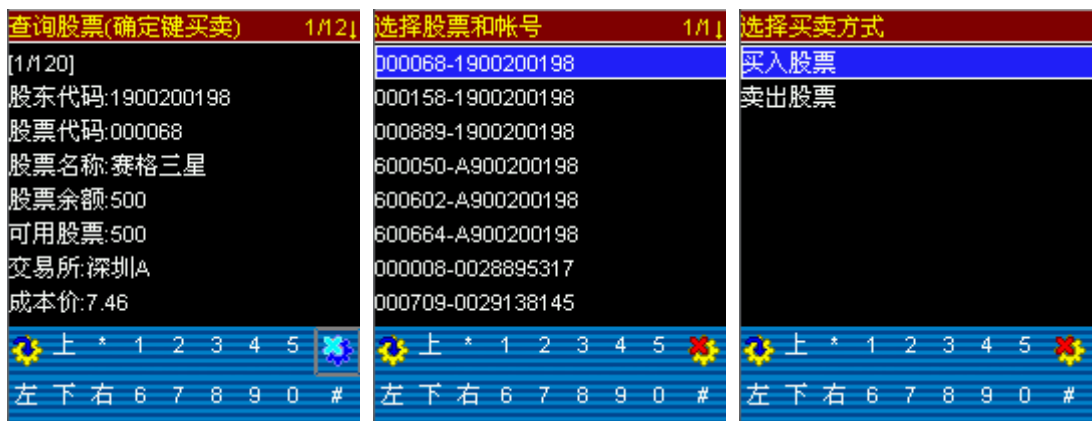 查询股票(确定键买卖) 1/12↓
[1/120]
股东代码:1900200198
股票代码:000068
股票名称:赛格三星
股票余额:500
可用股票:500
交易所:深圳A
成本价:7.46
上 * 1 2 3 4 5
左 下 右 6 7 8 9 0 #
选择股票和帐号 1/1↓
000068-1900200198
000158-1900200198
000889-1900200198
600050-A900200198
600602-A900200198
600664-A900200198
000008-0028895317
000709-0029138145
上 * 1 2 3 4 5
左 下 右 6 7 8 9 0 #
选择买卖方式
买入股票
卖出股票
上 * 1 2 3 4 5
左 下 右 6 7 8 9 0 #